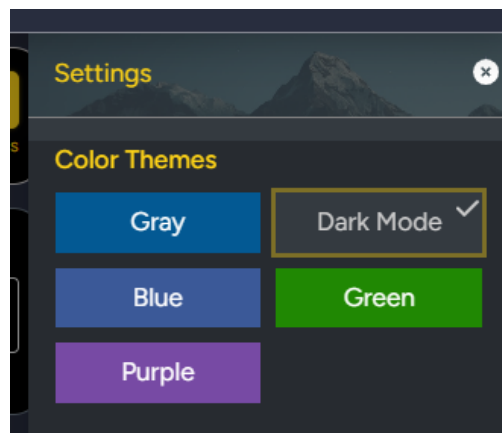 Settings
Color Themes
Gray
Dark Mode
Blue
Green
Purple